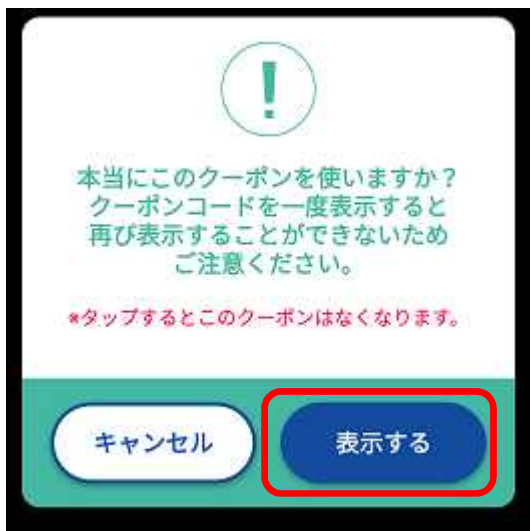 !
本当にこのクーポンを使いますか？
クーポンコードを一度表示すると
再び表示することができないため
ご注意ください。
※タップするとこのクーポンはなくなります。
キャンセル
表示する